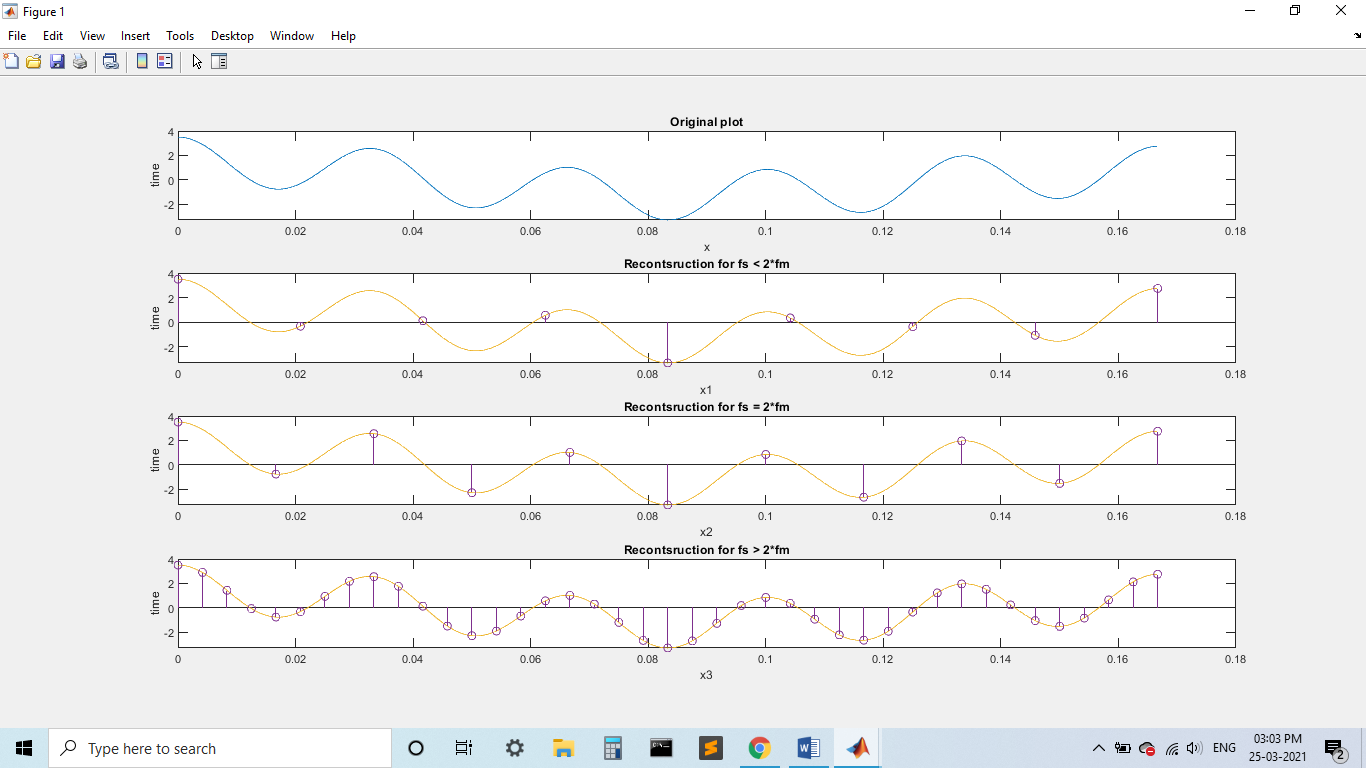 Figure 1
File Edit View Insert Tools Desktop Window Help
Original plot
4
2
0
-2
time
0 0.02 0.04 0.06 0.08 0.1 0.12 0.14 0.16 0.18
x
Recontsruction for fs < 2*fm
4
2
0
-2
time
0 0.02 0.04 0.06 0.08 0.1 0.12 0.14 0.16 0.18
x1
Recontsruction for fs = 2*fm
4
2
0
-2
time
0 0.02 0.04 0.06 0.08 0.1 0.12 0.14 0.16 0.18
x2
Recontsruction for fs > 2*fm
4
2
0
-2
time
0 0.02 0.04 0.06 0.08 0.1 0.12 0.14 0.16 0.18
x3
Type here to search
ENG
03:03 PM
25-03-2021
2